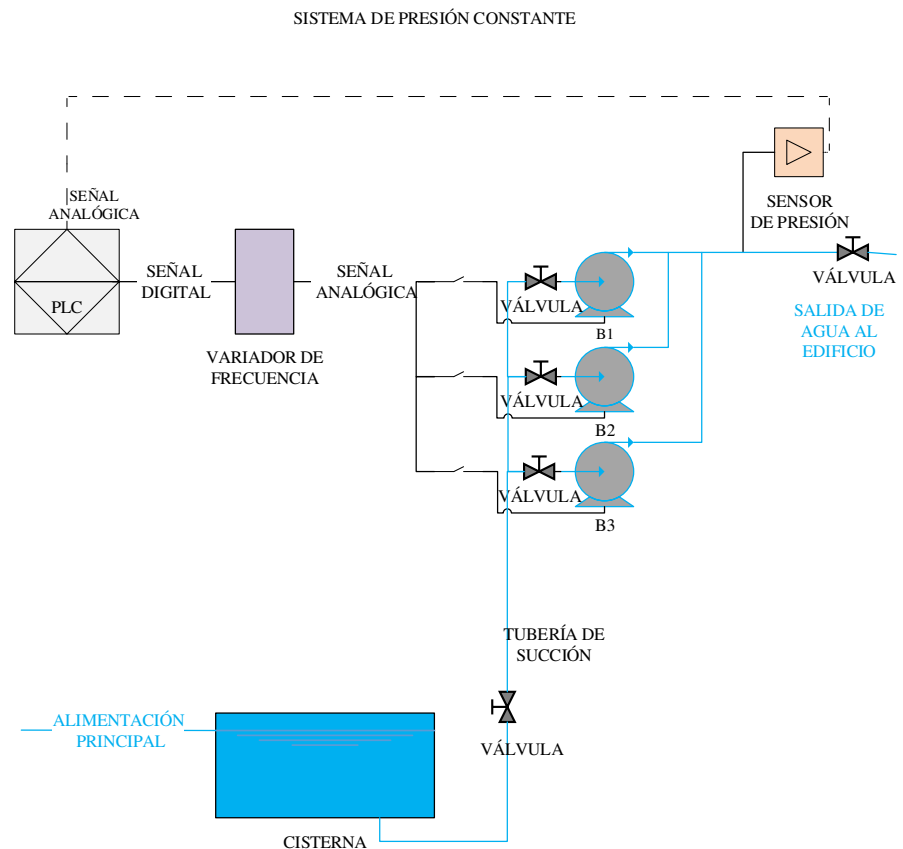 SISTEMA DE PRESIÓN CONSTANTE
SEÑAL
ANALÓGICA
PLC
SEÑAL
DIGITAL
VARIADOR DE
FRECUENCIA
SEÑAL
ANALÓGICA
VÁLVULA
B1
VÁLVULA
B2
VÁLVULA
B3
SENSOR
DE PRESIÓN
VÁLVULA
SALIDA DE
AGUA AL
EDIFICIO
TUBERÍA DE
SUCCIÓN
VÁLVULA
ALIMENTACIÓN
PRINCIPAL
CISTERNA